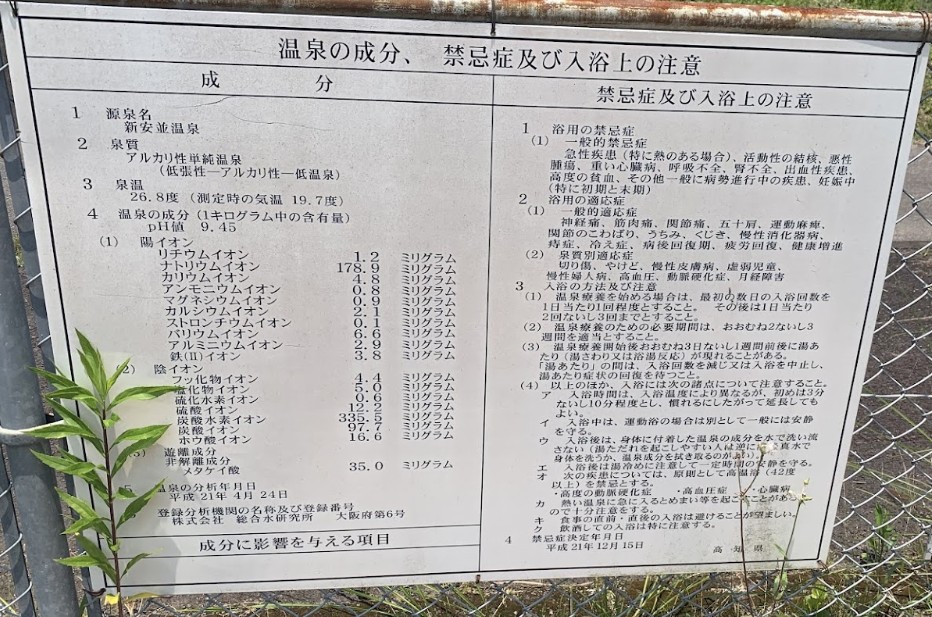 温泉の成分、禁忌症及び入浴上の注意
成分
1 源泉名
新安並温泉
2 泉質
アルカリ性単純温泉
（低張性―アルカリ性―低温泉）
3 泉温
26.8度（測定時の気温 19.7度）
4 温泉の成分（1キログラム中の含有量）
pH値 9.45
(1) 陽イオン
リチウムイオン 1.2 ミリグラム
ナトリウムイオン 178.9 ミリグラム
カリウムイオン 4.8 ミリグラム
アンモニウムイオン 0.8 ミリグラム
マグネシウムイオン 0.9 ミリグラム
カルシウムイオン 2.1 ミリグラム
ストロンチウムイオン 0.1 ミリグラム
バリウムイオン 6.6 ミリグラム
アルミニウムイオン 2.9 ミリグラム
鉄(II)イオン 3.8 ミリグラム
(2) 陰イオン
フッ化物イオン 4.4 ミリグラム
塩化物イオン 5.0 ミリグラム
硫化水素イオン 0.6 ミリグラム
硫酸イオン 12.2 ミリグラム
炭酸水素イオン 335.5 ミリグラム
炭酸イオン 97.7 ミリグラム
ホウ酸イオン 16.6 ミリグラム
(3) 遊離成分
非解離成分
メタケイ酸 35.0 ミリグラム
5 温泉の分析年月日
平成21年4月24日
登録分析機関の名称及び登録番号
株式会社 総合水研究所 大阪府第6号
成分に影響を与える項目
禁忌症及び入浴上の注意
1 浴用の禁忌症
(1) 一般的禁忌症
急性疾患（特に熱のある場合）、活動性の結核、悪性
腫瘍、重い心臓病、呼吸不全、腎不全、出血性疾患、
高度の貧血、その他一般に病勢進行中の疾患、妊娠中
（特に初期と末期）
2 浴用の適応症
(1) 一般的適応症
神経痛、筋肉痛、関節痛、五十肩、運動麻痺、
関節のこわばり、うちみ、くじき、慢性消化器病、
痔症、冷え症、病後回復期、疲労回復、健康増進
(2) 泉質別適応症
切り傷、やけど、慢性皮膚病、虚弱児童、
慢性婦人病、高血圧、動脈硬化症、月経障害
3 入浴の方法及び注意
(1) 温泉療養を始める場合は、最初の数日の入浴回数を
1日当たり1回程度とすること。 その後は1日当たり
2回ないし3回までとすること。
(2) 温泉療養のための必要期間は、おおむね2ないし3
週間を適当とすること。
(3) 温泉療養開始後おおむね3日ないし1週間前後に湯あ
たり（湯さわり又は浴湯反応）が現れることがある。
「湯あたり」の間は、入浴回数を減じ又は入浴を中止し、
湯あたり症状の回復を待つこと。
(4) 以上のほか、入浴には次の諸点について注意すること。
ア 入浴時間は、入浴温度により異なるが、初めは3分
ないし10分程度とし、慣れるにしたがって延長しても
よい。
イ 入浴中は、運動浴の場合は別として一般には安静
を守る。
ウ 入浴後は、身体に付着した温泉の成分を水で洗い流
さない（湯ただれを起こしやすい人は逆に 真水で
身体を洗うか、温泉成分を拭き取るのがよい）。
エ 入浴後は湯冷めに注意して一定時間の安静を守る。
オ 次の疾患については、原則として高温浴（42度
以上）を禁忌とする。
・高度の動脈硬化症 ・高血圧症 ・心臓病
カ 熱い温泉に急に入るとめまい等を起こすことがある
ので十分注意をする。
キ 食事の直前・直後の入浴は避けることが望ましい。
ク 飲酒しての入浴は特に注意する。
4 禁忌症決定年月日
平成21年12月15日 高知県